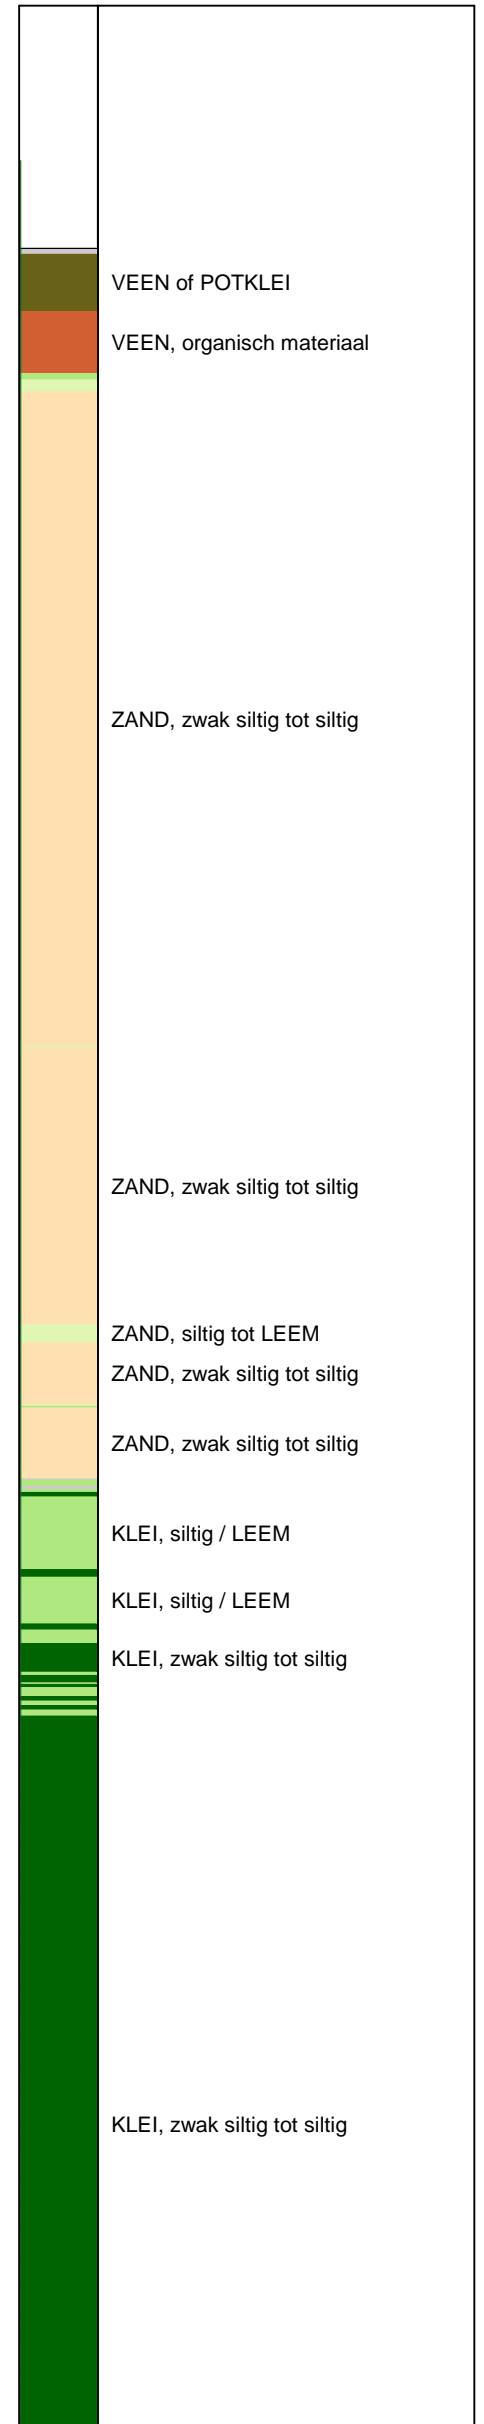 VEEN of POTKLEI
VEEN, organisch materiaal
ZAND, zwak siltig tot siltig
ZAND, zwak siltig tot siltig
ZAND, siltig tot LEEM
ZAND, zwak siltig tot siltig
ZAND, zwak siltig tot siltig
KLEI, siltig / LEEM
KLEI, siltig / LEEM
KLEI, zwak siltig tot siltig
KLEI, zwak siltig tot siltig